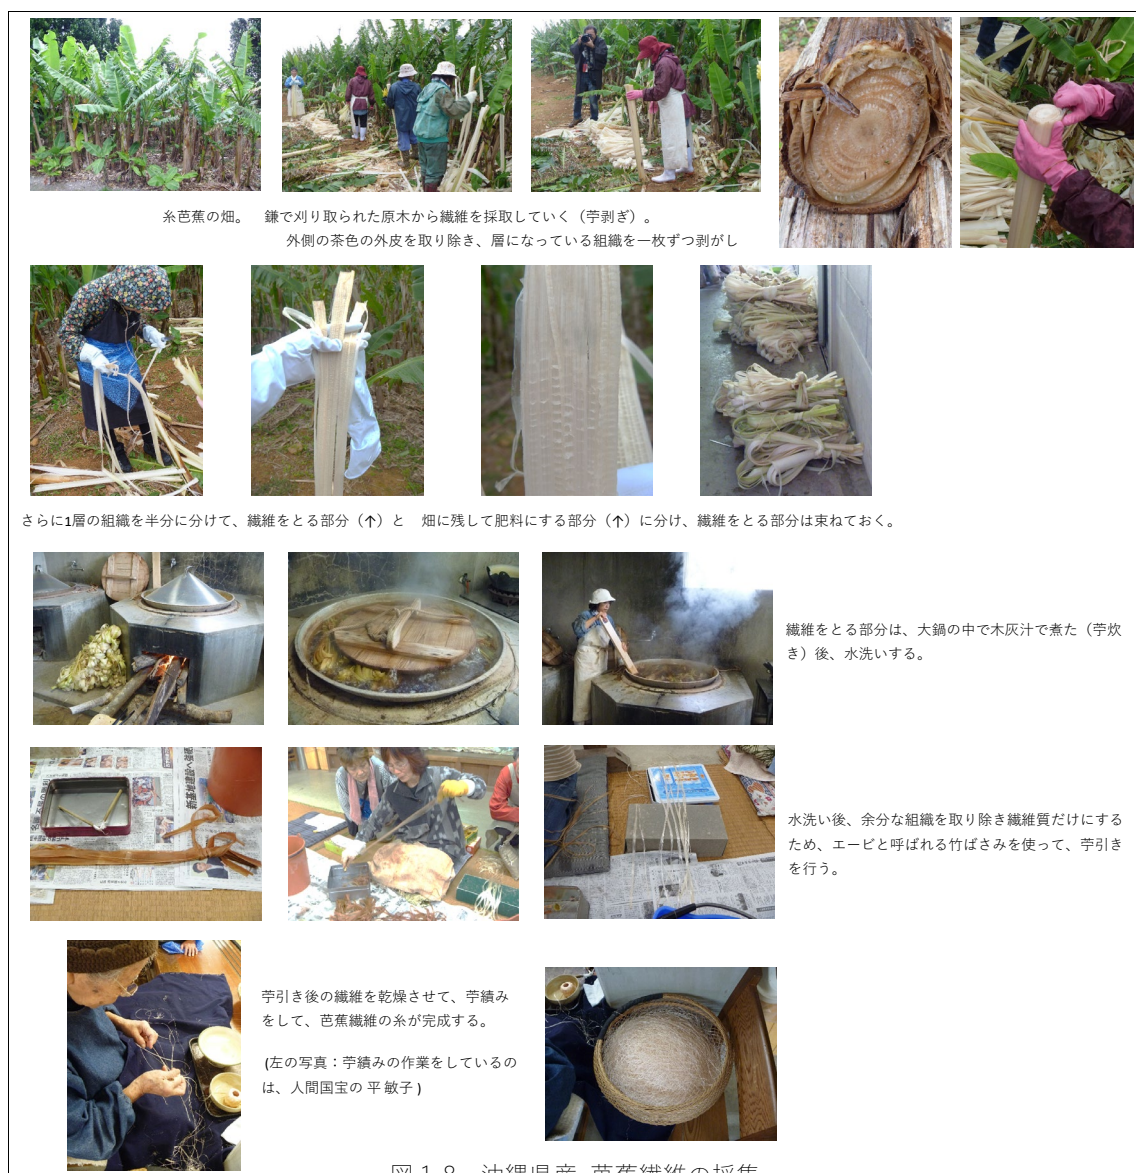 糸芭蕉の畑。 鎌で刈り取られた原木から繊維を採取していく（苧剥ぎ）。
外側の茶色の外皮を取り除き、層になっている組織を一枚ずつ剥がし
さらに1層の組織を半分に分けて、繊維をとる部分（↑）と 畑に残して肥料にする部分（↑）に分け、繊維をとる部分は束ねておく。
繊維をとる部分は、大鍋の中で木灰汁で煮た（苧炊
き）後、水洗いする。
水洗い後、余分な組織を取り除き繊維質だけにする
ため、エービと呼ばれる竹ばさみを使って、苧引き
を行う。
苧引き後の繊維を乾燥させて、苧績み
をして、芭蕉繊維の糸が完成する。
(左の写真：苧績みの作業をしているの
は、人間国宝の 平 敏子 )